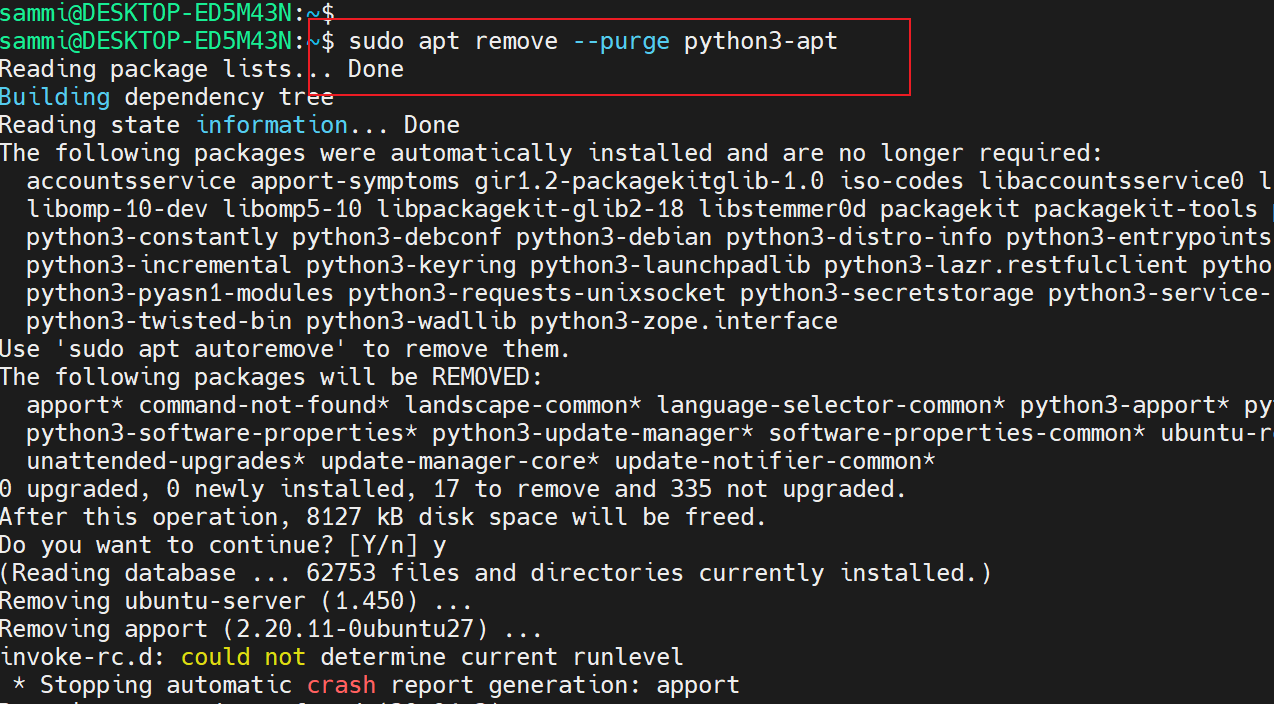 sammi@DESKTOP-ED5M43N:~$
sammi@DESKTOP-ED5M43N:~$ sudo apt remove --purge python3-apt
Reading package lists... Done
Building dependency tree
Reading state information... Done
The following packages were automatically installed and are no longer required:
accountsservice apport-symptoms gir1.2-packagekitglib-1.0 iso-codes libaccountsservice0
libomp-10-dev libomp5-10 libpackagekit-glib2-18 libstemmer0d packagekit packagekit-tools
python3-constantly python3-debconf python3-debian python3-distro-info python3-entrypoints
python3-incremental python3-keyring python3-launchpadlib python3-lazr.restfulclient pytho
python3-pyasn1-modules python3-requests-unixsocket python3-secretstorage python3-service-
python3-twisted-bin python3-wadllib python3-zope.interface
Use 'sudo apt autoremove' to remove them.
The following packages will be REMOVED:
apport* command-not-found* landscape-common* language-selector-common* python3-apport* py
python3-software-properties* python3-update-manager* software-properties-common* ubuntu-r
unattended-upgrades* update-manager-core* update-notifier-common*
0 upgraded, 0 newly installed, 17 to remove and 335 not upgraded.
After this operation, 8127 kB disk space will be freed.
Do you want to continue? [Y/n] y
(Reading database ... 62753 files and directories currently installed.)
Removing ubuntu-server (1.450) ...
Removing apport (2.20.11-0ubuntu27) ...
invoke-rc.d: could not determine current runlevel
* Stopping automatic crash report generation: apport